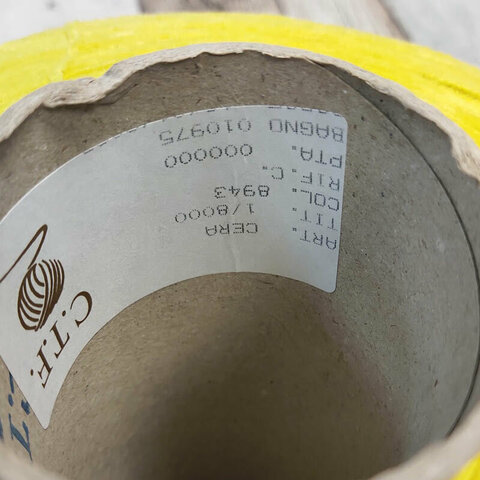 C.T.F.
ART. CERA
TIT. 1/8000
COL. 8943
RIF.C.
PTA. 000000
BAGNO 010975